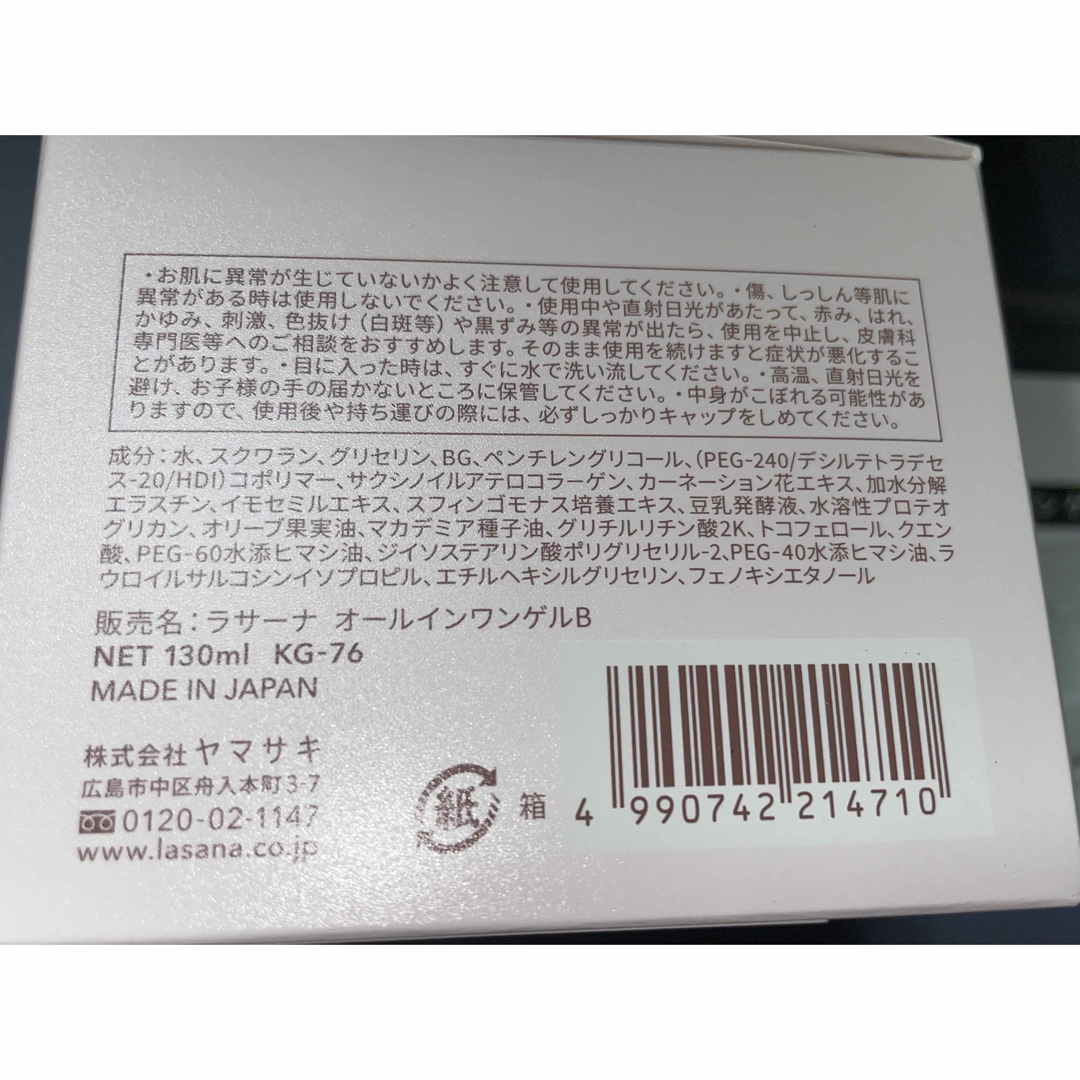 ・お肌に異常が生じていないかよく注意して使用してください。・傷、しっしん等肌に
異常がある時は使用しないでください。・使用中や直射日光があたって、赤み、はれ、
かゆみ、刺激、色抜け（白斑等）や黒ずみ等の異常が出たら、使用を中止し、皮膚科
専門医等へのご相談をおすすめします。そのまま使用を続けますと症状が悪化するこ
とがあります。・目に入った時は、すぐに水で洗い流してください。・高温、直射日光を
避け、お子様の手の届かないところに保管してください。・中身がこぼれる可能性があ
りますので、使用後や持ち運びの際には、必ずしっかりキャップをしめてください。
成分：水、スクワラン、グリセリン、BG、ペンチレングリコール、（PEG-240/デシルテトラデセ
ス-20/HDI）コポリマー、サクシノイルアテロコラーゲン、カーネーション花エキス、加水分解
エラスチン、イモセミルエキス、スフィンゴモナス培養エキス、豆乳発酵液、水溶性プロテオ
グリカン、オリーブ果実油、マカデミア種子油、グリチルリチン酸2K、トコフェロール、クエン
酸、PEG-60水添ヒマシ油、ジイソステアリン酸ポリグリセリル-2、PEG-40水添ヒマシ油、ラ
ウロイルサルコシンイソプロピル、エチルヘキシルグリセリン、フェノキシエタノール
販売名：ラサーナ オールインワンゲルB
NET 130ml KG-76
MADE IN JAPAN
株式会社 ヤマサキ
広島市中区舟入本町3-7
0120-02-1147
www.lasana.co.jp
紙 箱
4 990742 214710